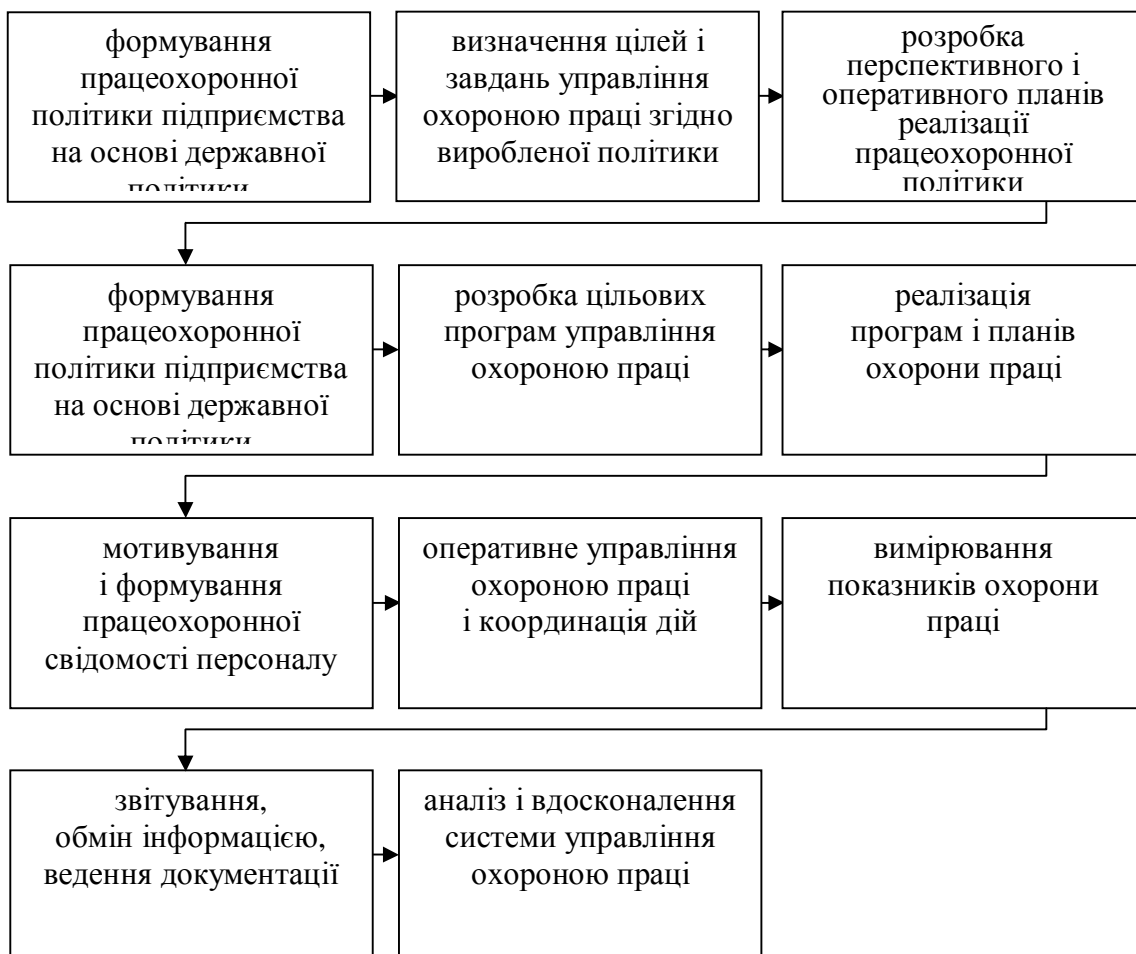 формування
працеохоронної
політики підприємства
на основі державної
політики
визначення цілей і
завдань управління
охороною праці згідно
виробленої політики
розробка
перспективного і
оперативного планів
реалізації
працеохоронної
політики
формування
працеохоронної
політики підприємства
на основі державної
політики
розробка цільових
програм управління
охороною праці
реалізація
програм і планів
охорони праці
мотивування
і формування
працеохоронної
свідомості персоналу
оперативне управління
охороною праці
і координація дій
вимірювання
показників охорони
праці
звітування,
обмін інформацією,
ведення документації
аналіз і вдосконалення
системи управління
охороною праці